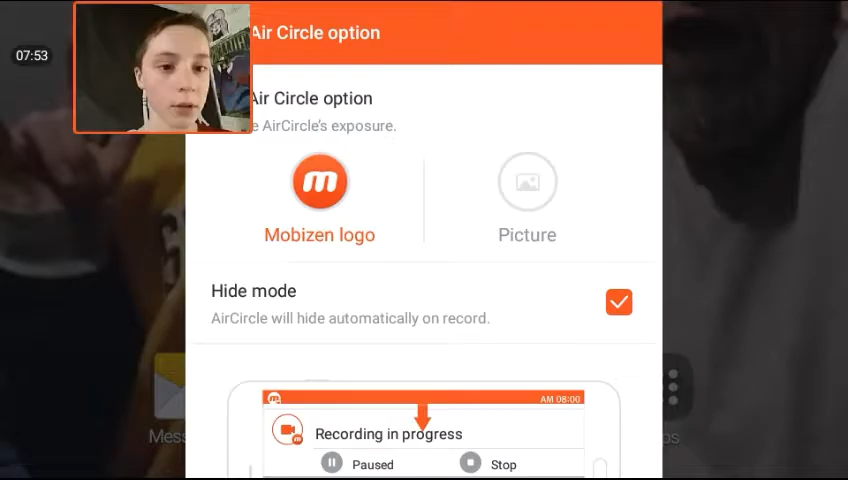 Air Circle option
07:53
Air Circle option
e AirCircle's exposure.
m
Mobizen logo
Picture
Hide mode
AirCircle will hide automatically on record.
m
AM 08:00
Recording in progress
m
Paused
Stop
Mess
ps